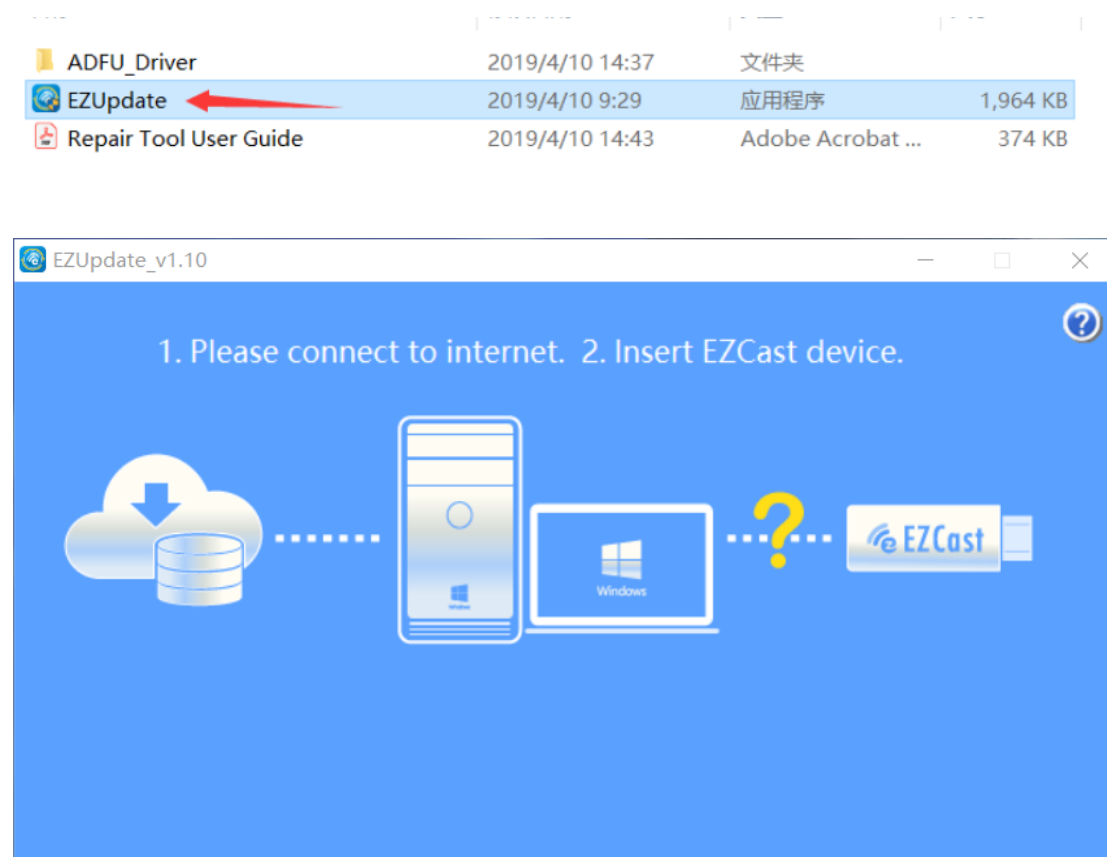 ADFU_Driver 2019/4/10 14:37 文件夹
EZUpdate 2019/4/10 9:29 应用程序 1,964 KB
Repair Tool User Guide 2019/4/10 14:43 Adobe Acrobat ... 374 KB
EZUpdate_v1.10
1. Please connect to internet. 2. Insert EZCast device.
EZCast
Windows
Windows